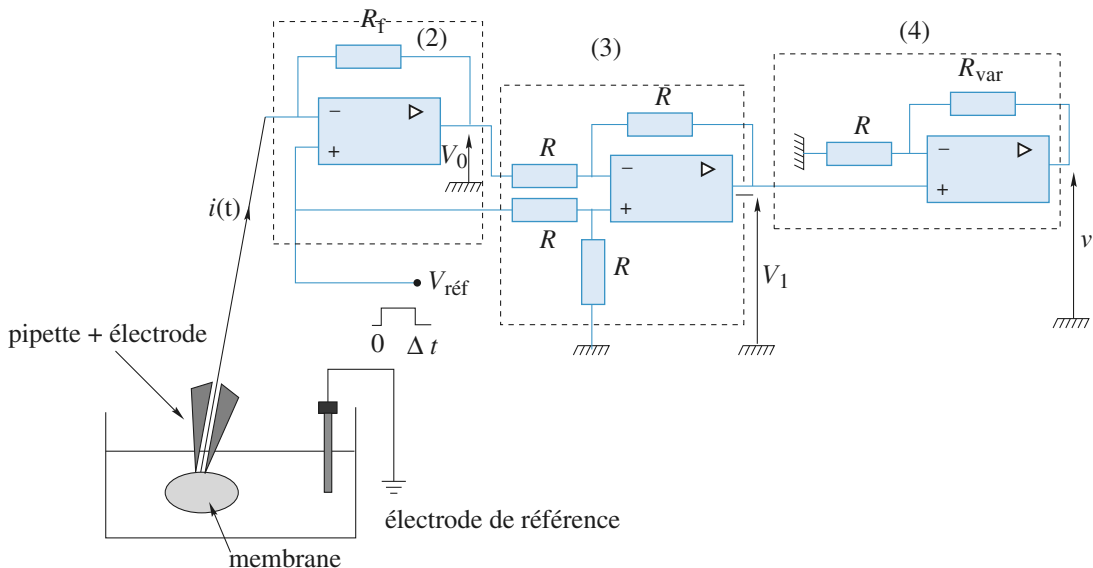 R_f
(2)
(3)
(4)
R_var
R
R
−
+
V_0
R
−
+
R
−
+
i(t)
R
R
V_1
v
V_réf
pipette + électrode
0 Δ t
électrode de référence
membrane